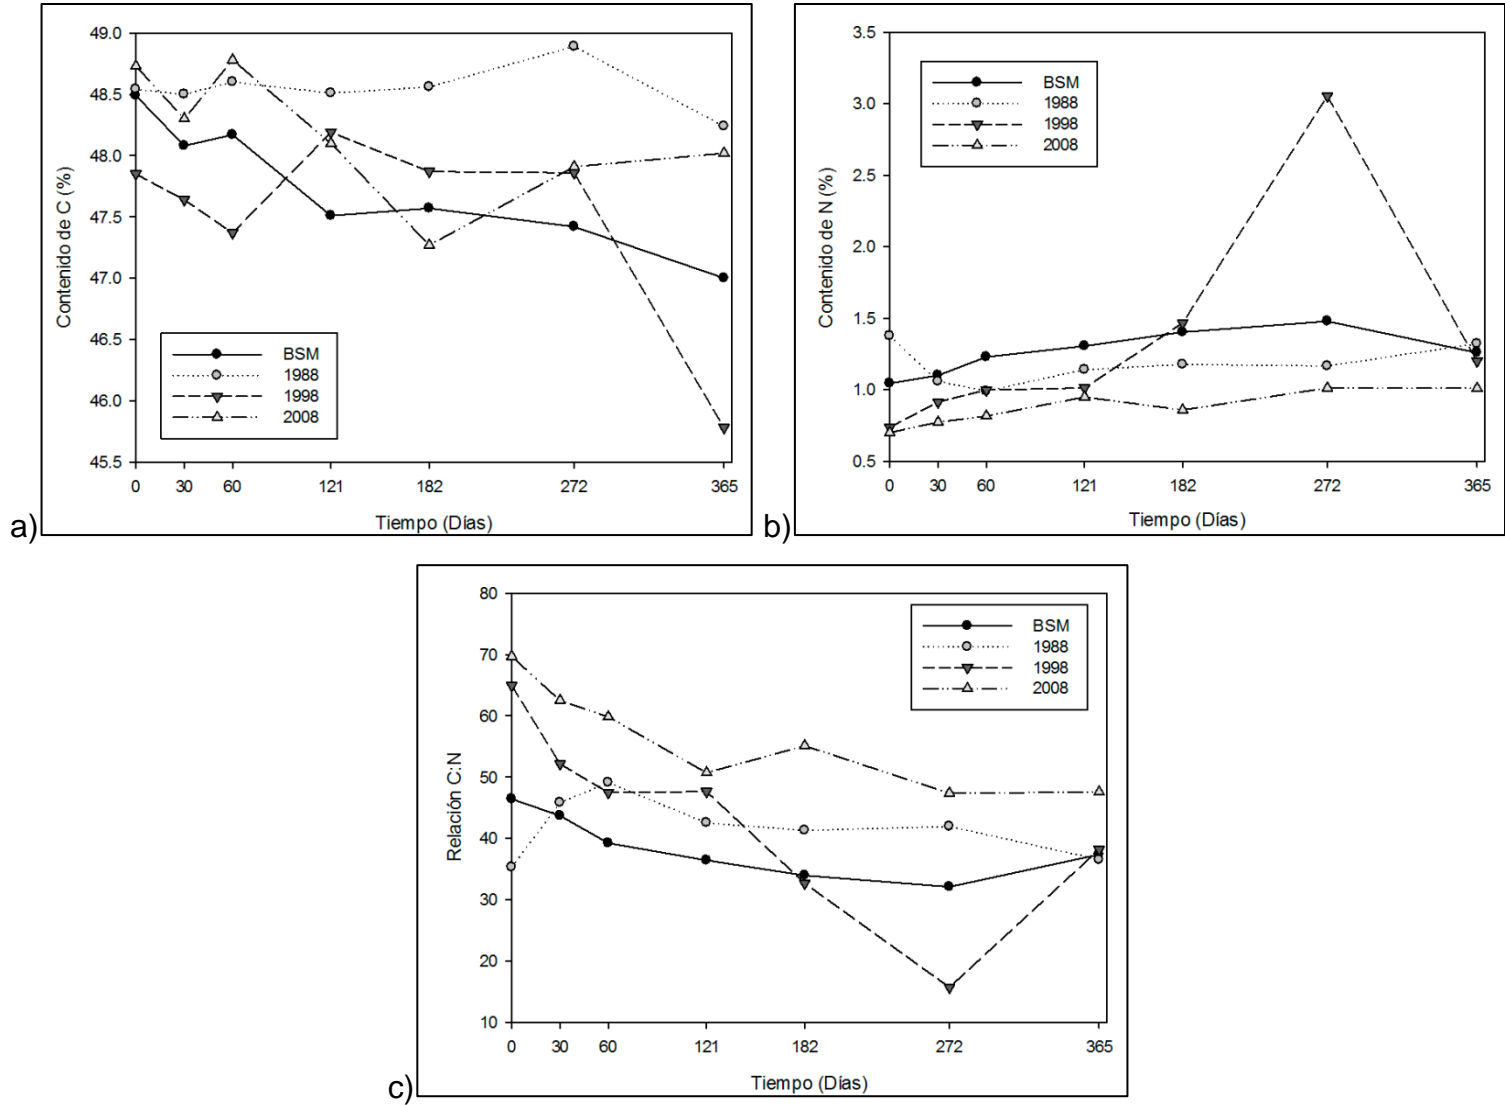 49.0
48.5
48.0
47.5
47.0
46.5
46.0
45.5
Contenido de C (%)
BSM
1988
1998
2008
0 30 60 121 182 272 365
Tiempo (Días)
a)
3.5
3.0
2.5
2.0
1.5
1.0
0.5
Contenido de N (%)
BSM
1988
1998
2008
0 30 60 121 182 272 365
Tiempo (Días)
b)
80
70
60
50
40
30
20
10
Relación C:N
BSM
1988
1998
2008
0 30 60 121 182 272 365
Tiempo (Días)
c)